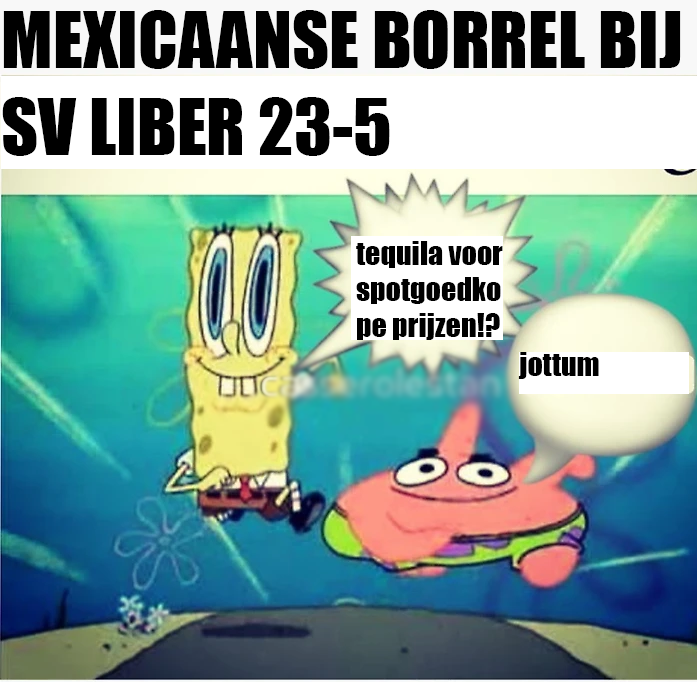 MEXICAANSE BORREL BIJ
SV LIBER 23-5
tequila voor
spotgoedko
pe prijzen!?
jottum